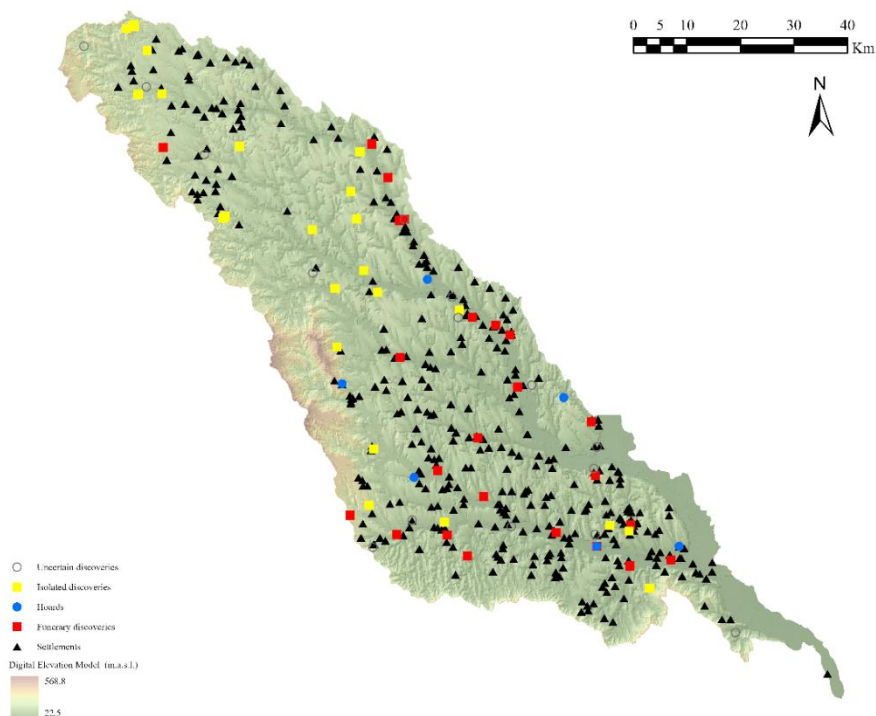 0 5 10 20 30 40
Km
N
Uncertain discoveries
Isolated discoveries
Hoards
Funerary discoveries
Settlements
Digital Elevation Model (m.a.s.l.)
568.8
22.5